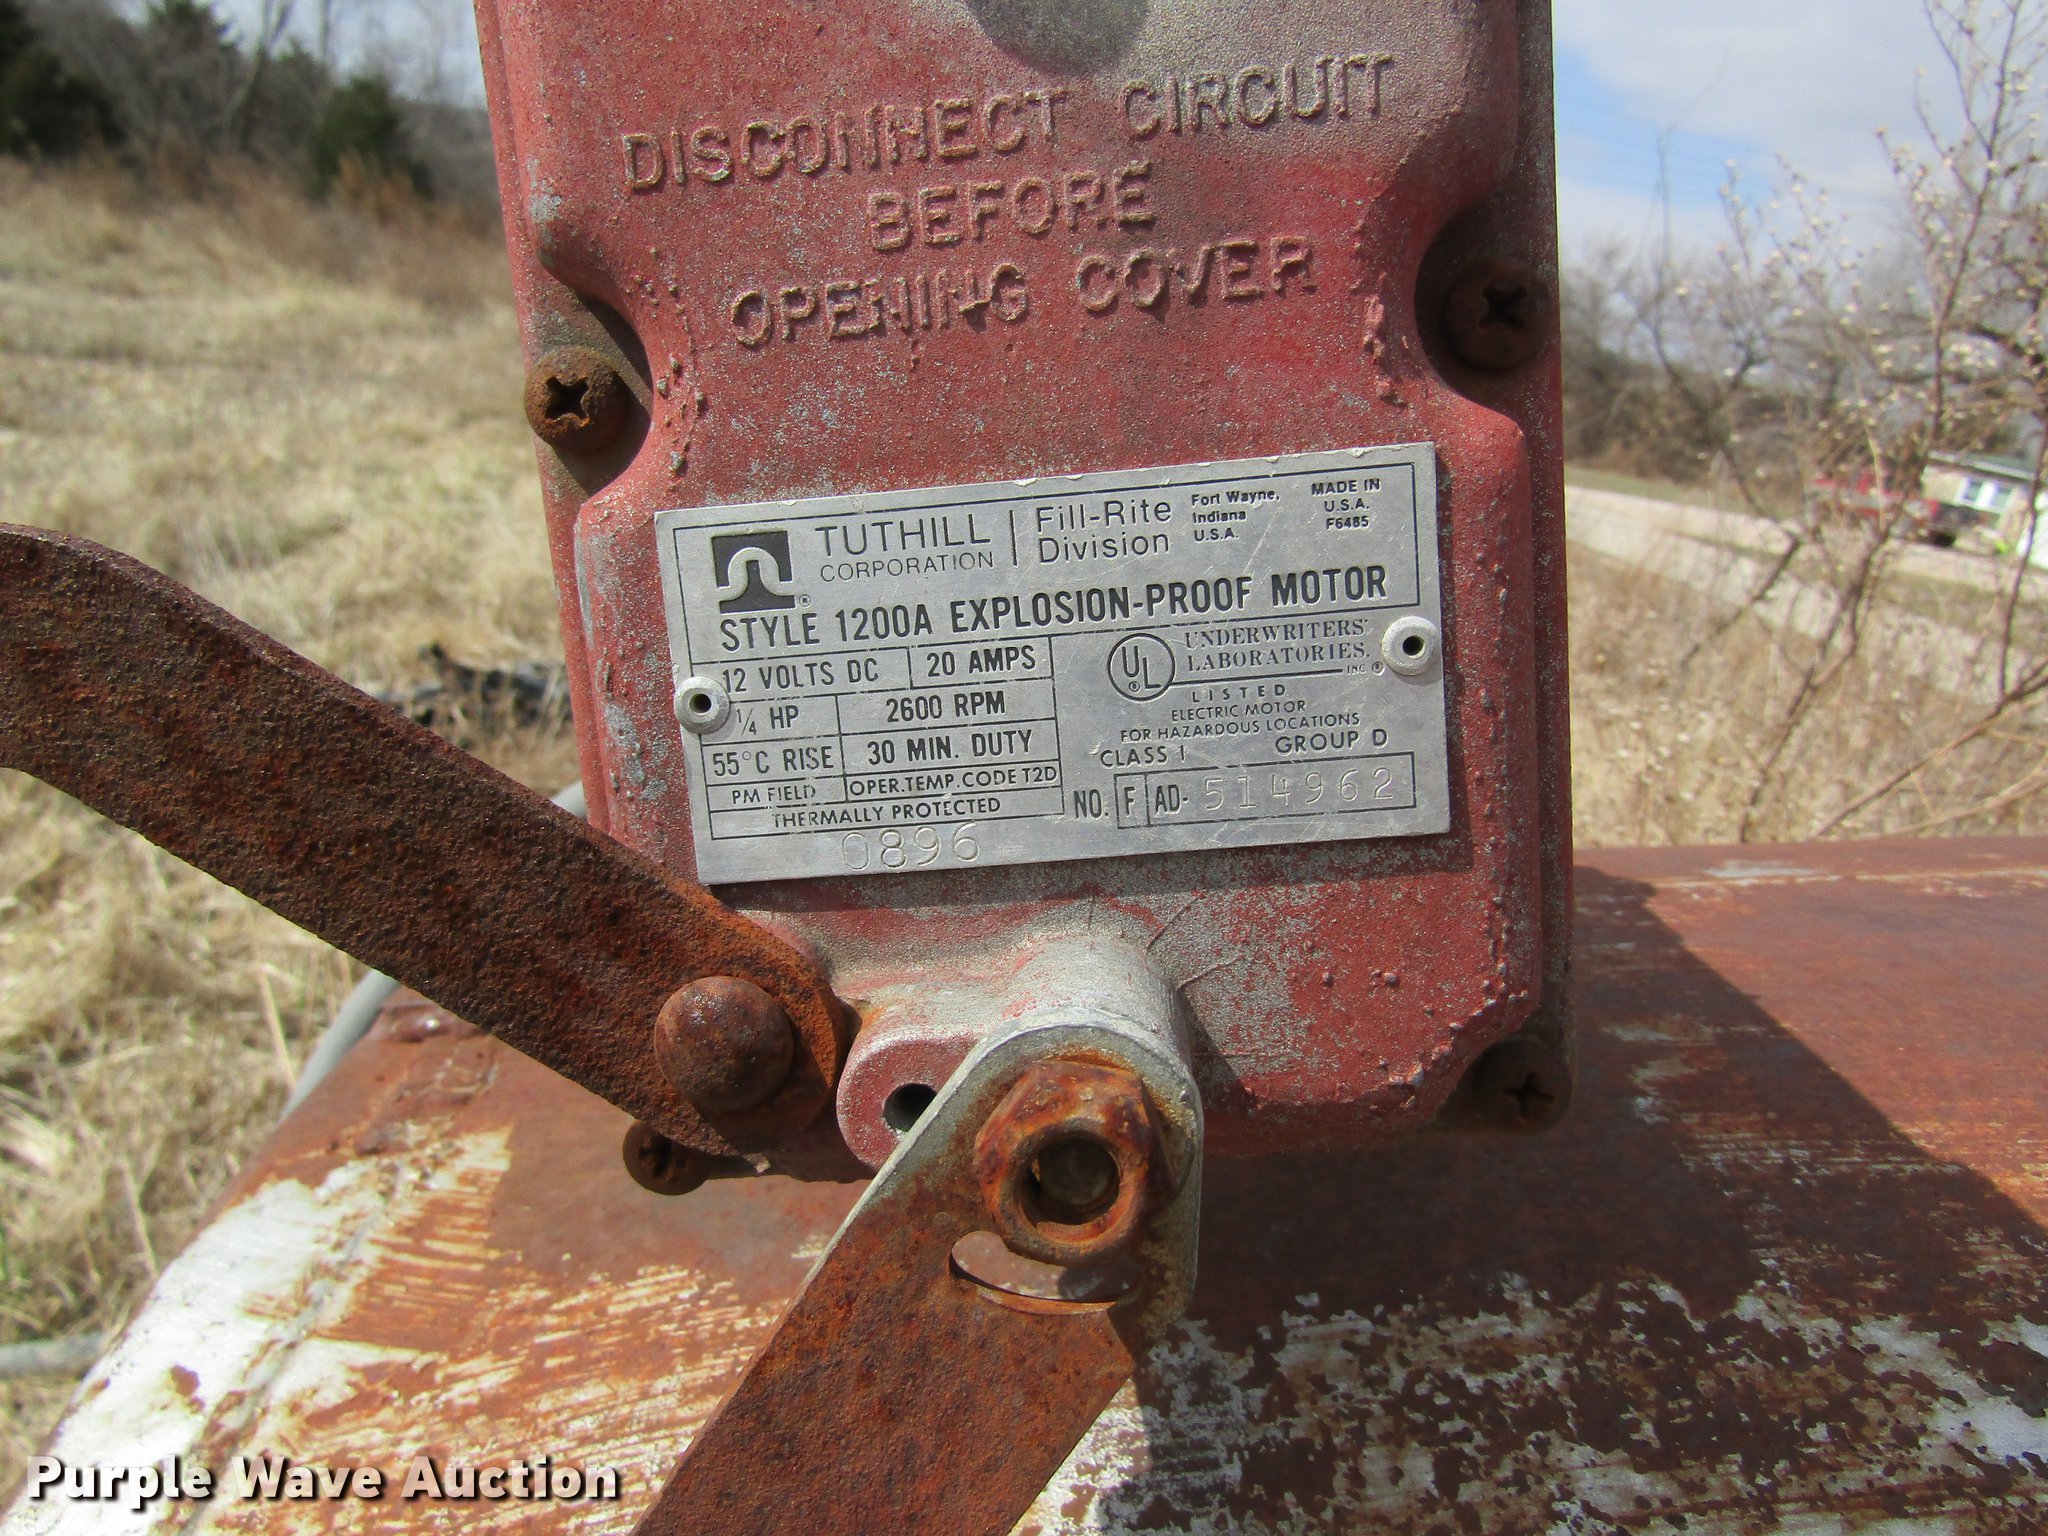 DISCONNECT CIRCUIT
BEFORE
OPENING COVER
TUTHILL
CORPORATION
Fill-Rite
Division
Fort Wayne,
Indiana
U.S.A.
MADE IN
U.S.A.
F6485
®
STYLE 1200A EXPLOSION-PROOF MOTOR
12 VOLTS DC 20 AMPS
1/4 HP 2600 RPM
55°C RISE 30 MIN. DUTY
PM FIELD OPER.TEMP.CODE T2D
THERMALLY PROTECTED
0896
UL ®
UNDERWRITERS'
LABORATORIES,
INC ®
LISTED
ELECTRIC MOTOR
FOR HAZARDOUS LOCATIONS
CLASS I GROUP D
NO. F AD- 514962
Purple Wave Auction